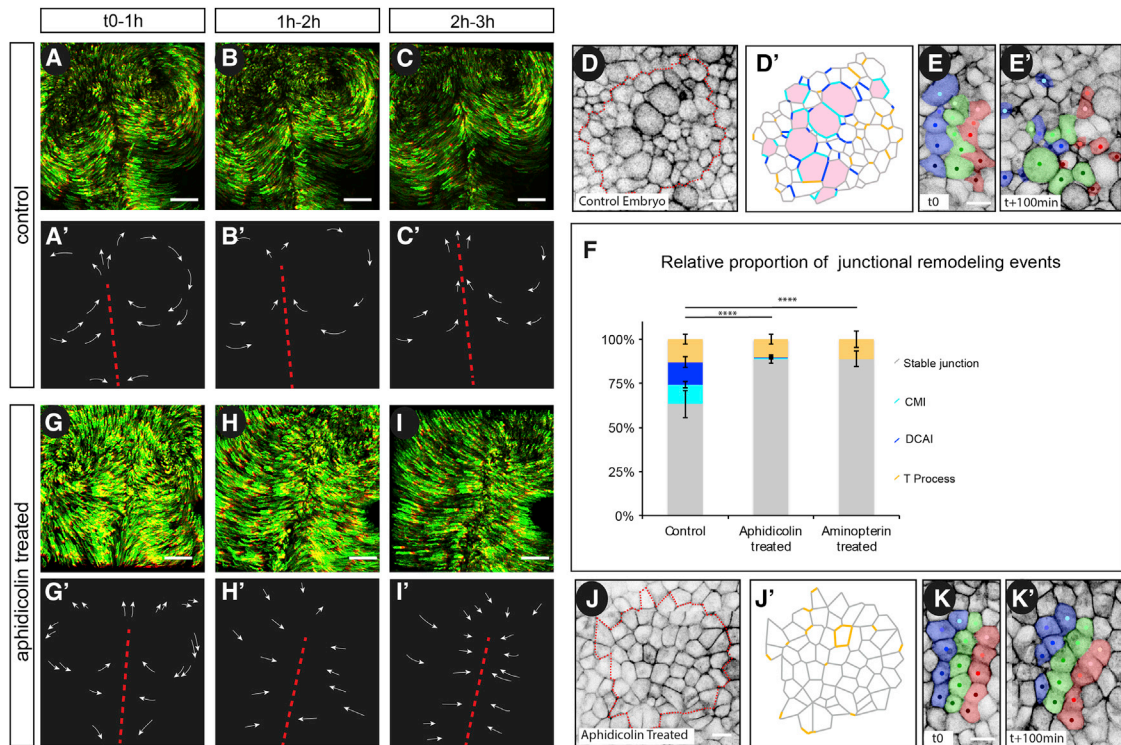 t0-1h
1h-2h
2h-3h
control
A
B
C
A'
B'
C'
D
Control Embryo
D'
E
t0
E'
t+100min
F
Relative proportion of junctional remodeling events
****
****
100%
75%
50%
25%
0%
Control
Aphidicolin
treated
Aminopterin
treated
Stable junction
CMI
DCAI
T Process
aphidicolin treated
G
H
I
G'
H'
I'
J
Aphidicolin Treated
J'
K
t0
K'
t+100min